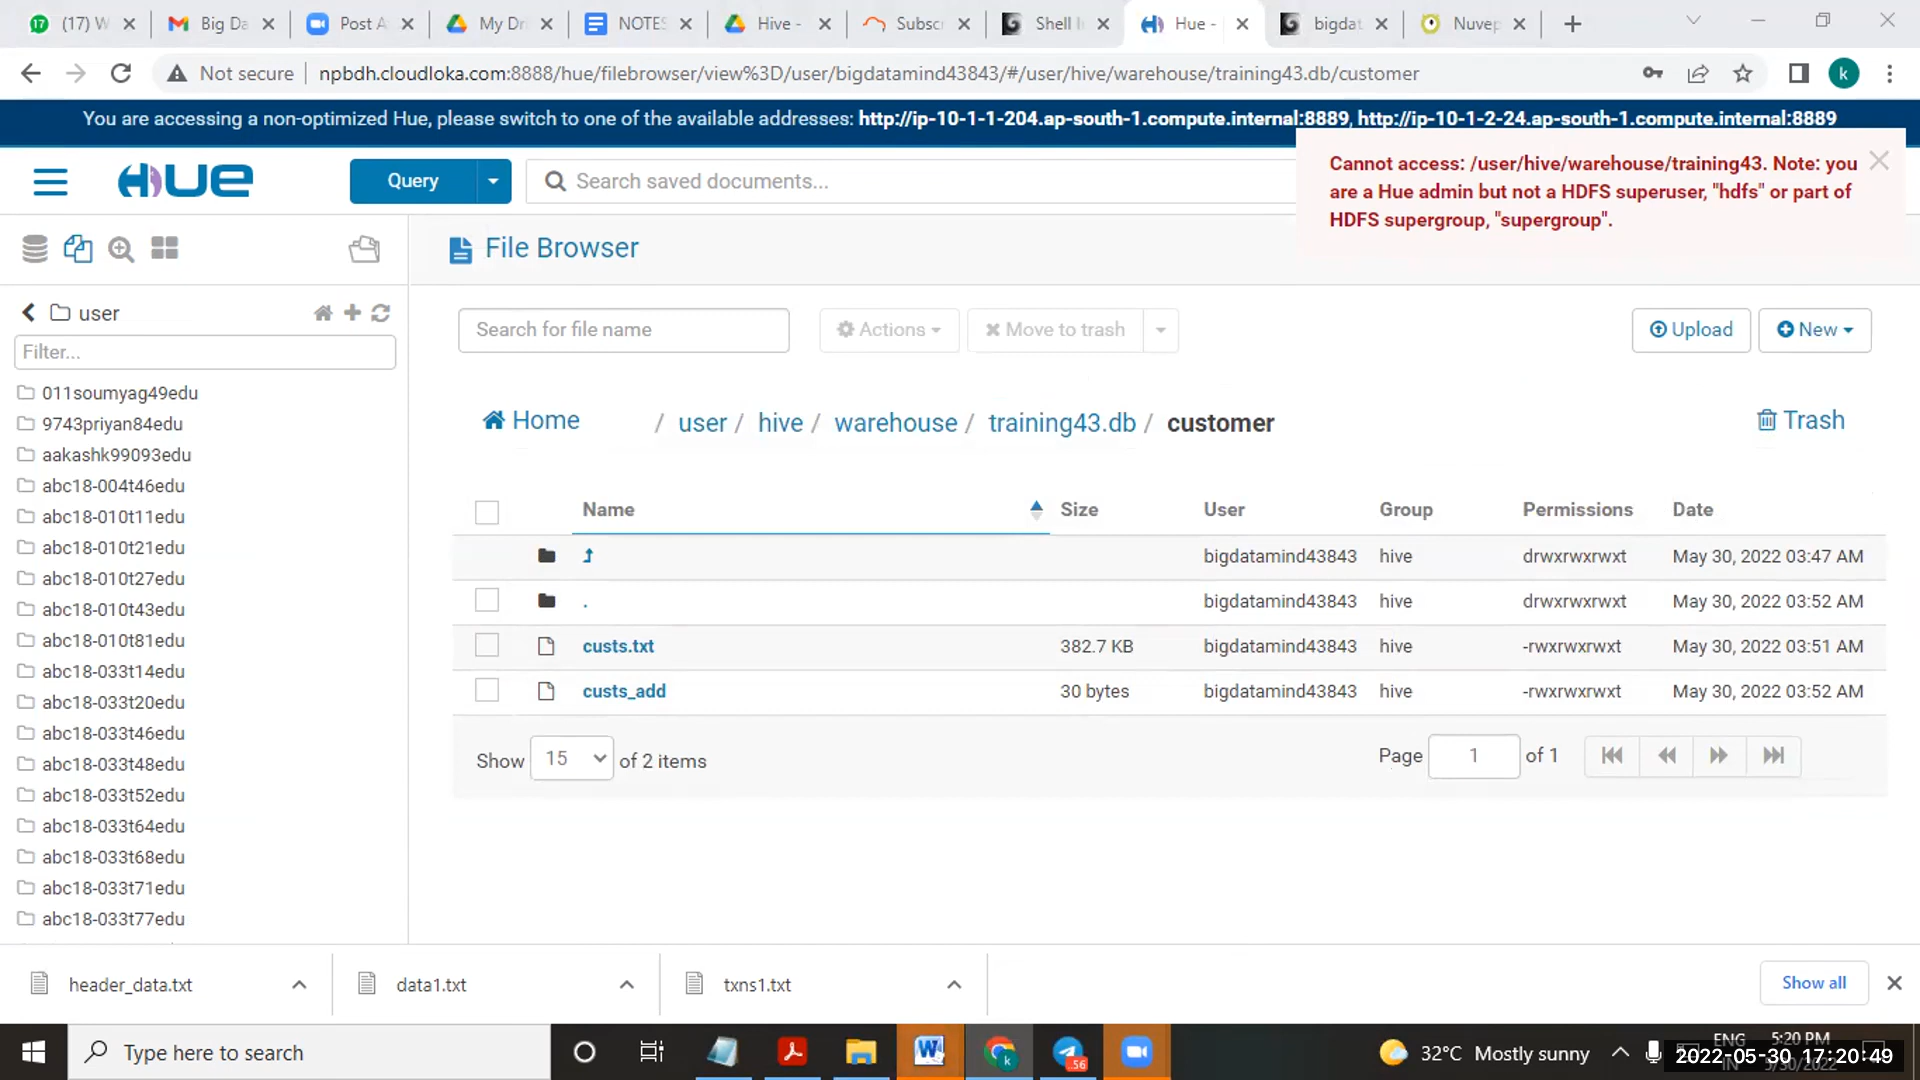 (17) W
Big Da
Post A
My Dri
NOTES
Hive -
Subscr
Shell I
Hue -
bigdat
Nuvep
Not secure
npbdh.cloudloka.com:8888/hue/filebrowser/view%3D/user/bigdatamind43843/#/user/hive/warehouse/training43.db/customer
k
You are accessing a non-optimized Hue, please switch to one of the available addresses: http://ip-10-1-1-204.ap-south-1.compute.internal:8889, http://ip-10-1-2-24.ap-south-1.compute.internal:8889
Cannot access: /user/hive/warehouse/training43. Note: you
are a Hue admin but not a HDFS superuser, "hdfs" or part of
HDFS supergroup, "supergroup".
HUE
Query
Search saved documents...
File Browser
user
Filter...
011soumyag49edu
9743priyan84edu
aakashk99093edu
abc18-004t46edu
abc18-010t11edu
abc18-010t21edu
abc18-010t27edu
abc18-010t43edu
abc18-010t81edu
abc18-033t14edu
abc18-033t20edu
abc18-033t46edu
abc18-033t48edu
abc18-033t52edu
abc18-033t64edu
abc18-033t68edu
abc18-033t71edu
abc18-033t77edu
Search for file name
Actions
Move to trash
Upload
New
Home / user / hive / warehouse / training43.db / customer
Trash
Name Size User Group Permissions Date
bigdatamind43843 hive drwxrwxrwxt May 30, 2022 03:47 AM
. bigdatamind43843 hive drwxrwxrwxt May 30, 2022 03:52 AM
custs.txt 382.7 KB bigdatamind43843 hive -rwxrwxrwxt May 30, 2022 03:51 AM
custs_add 30 bytes bigdatamind43843 hive -rwxrwxrwxt May 30, 2022 03:52 AM
Show 15 of 2 items
Page 1 of 1
header_data.txt
data1.txt
txns1.txt
Show all
Type here to search
56
32°C Mostly sunny
ENG
5:20 PM
2022-05-30 17:20:49